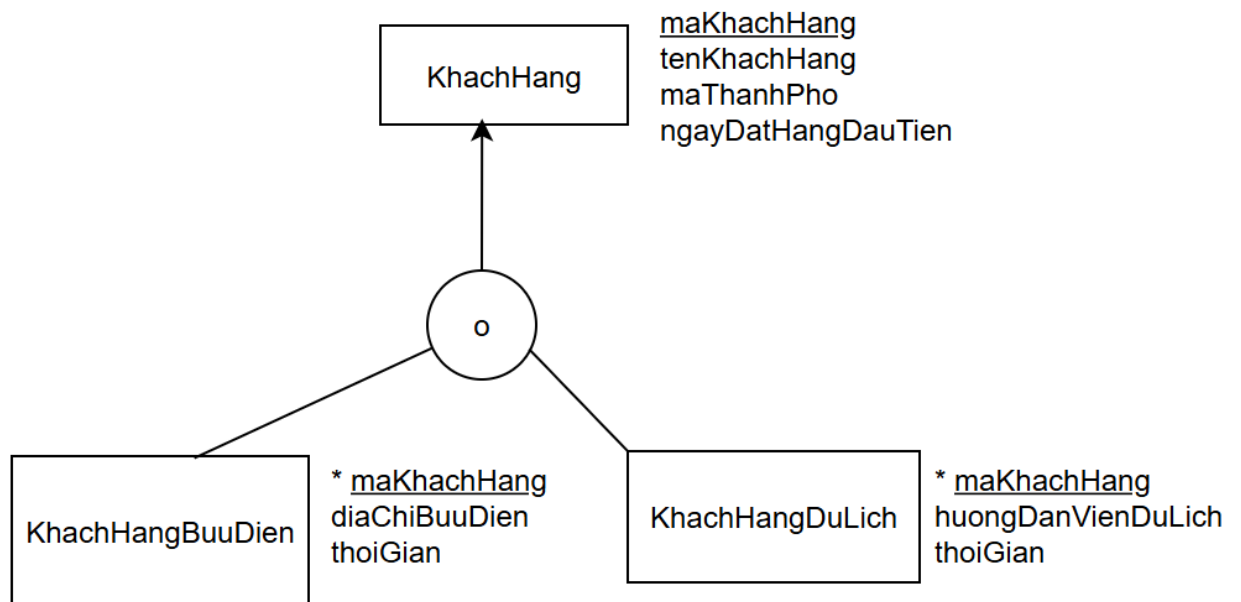 KhachHang
maKhachHang
tenKhachHang
maThanhPho
ngayDatHangDauTien
o
KhachHangBuuDien
* maKhachHang
diaChiBuuDien
thoiGian
KhachHangDuLich
* maKhachHang
huongDanVienDuLich
thoiGian